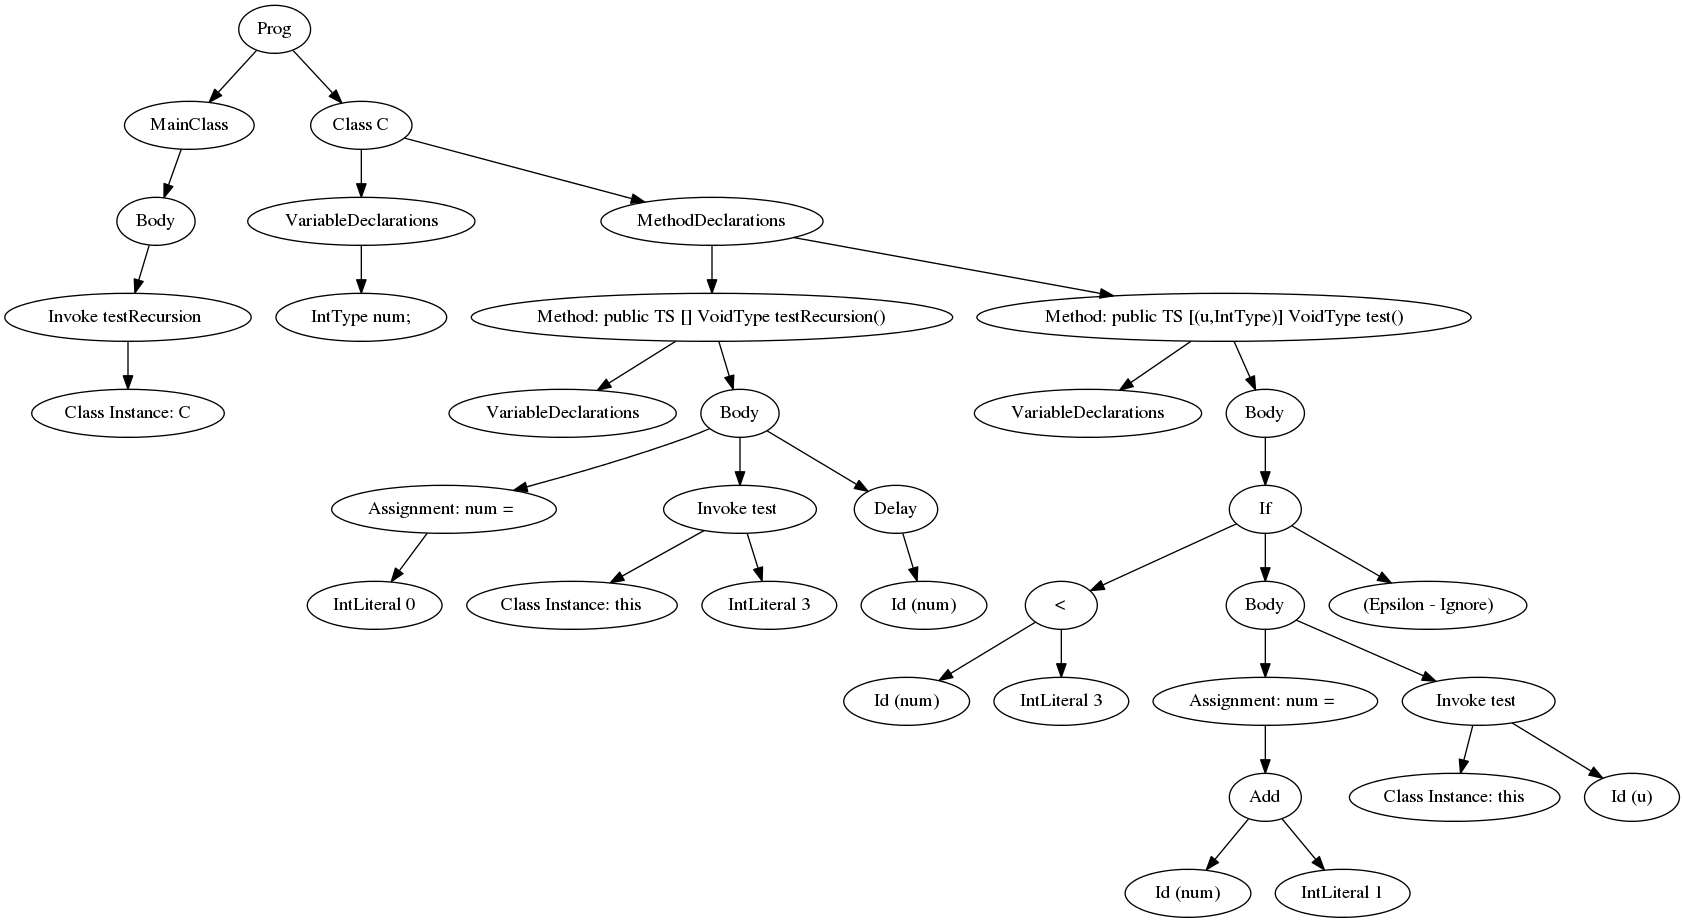 Prog
MainClass
Class C
Body
VariableDeclarations
MethodDeclarations
Invoke testRecursion
IntType num;
Method: public TS [] VoidType testRecursion()
Method: public TS [(u,IntType)] VoidType test()
Class Instance: C
VariableDeclarations
Body
VariableDeclarations
Body
Assignment: num =
Invoke test
Delay
If
IntLiteral 0
Class Instance: this
IntLiteral 3
Id (num)
<
Body
(Epsilon - Ignore)
Id (num)
IntLiteral 3
Assignment: num =
Invoke test
Add
Class Instance: this
Id (u)
Id (num)
IntLiteral 1